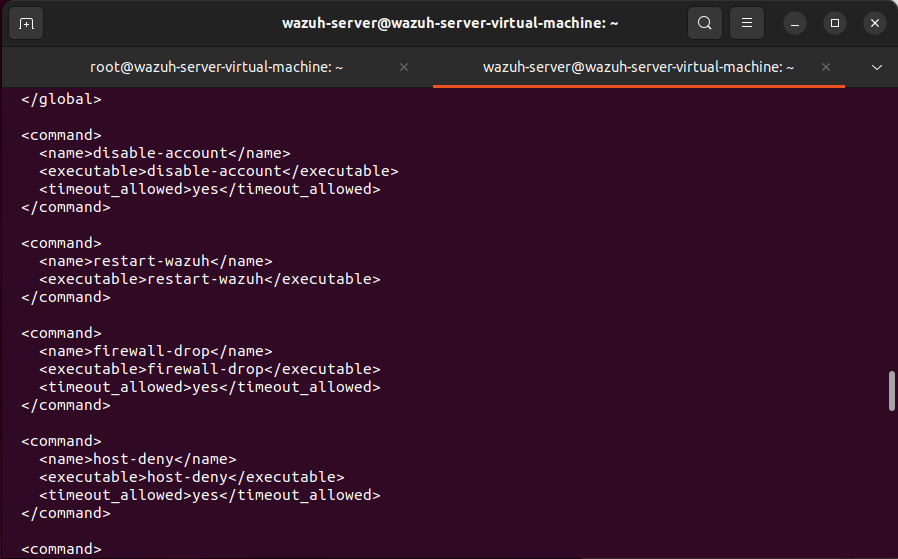 wazuh-server@wazuh-server-virtual-machine: ~
root@wazuh-server-virtual-machine: ~
wazuh-server@wazuh-server-virtual-machine: ~
</global>
<command>
<name>disable-account</name>
<executable>disable-account</executable>
<timeout_allowed>yes</timeout_allowed>
</command>
<command>
<name>restart-wazuh</name>
<executable>restart-wazuh</executable>
</command>
<command>
<name>firewall-drop</name>
<executable>firewall-drop</executable>
<timeout_allowed>yes</timeout_allowed>
</command>
<command>
<name>host-deny</name>
<executable>host-deny</executable>
<timeout_allowed>yes</timeout_allowed>
</command>
<command>